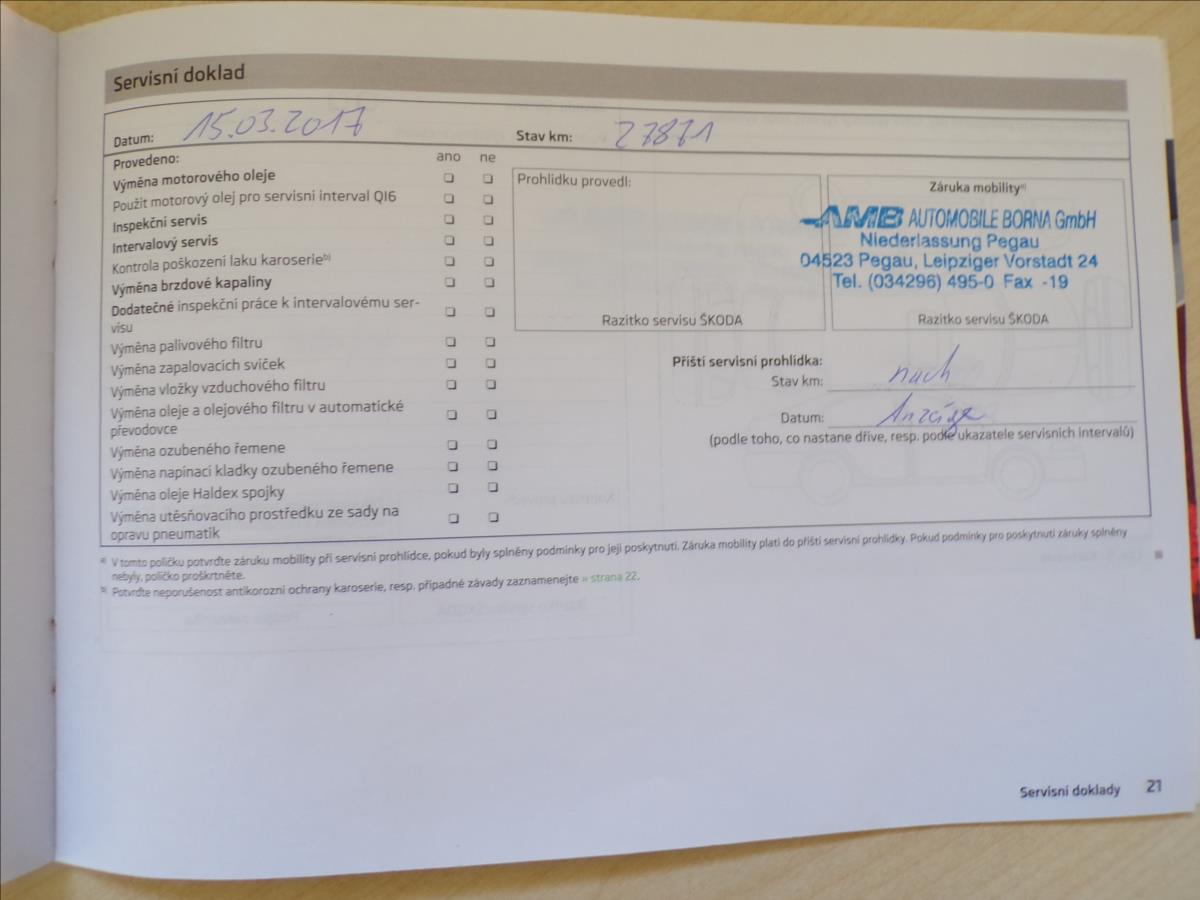 Servisní doklad
Datum: 15.03.2017 Stav km: 27871
Provedeno: ano ne
Výměna motorového oleje
Použit motorový olej pro servisní interval QI6
Inspekční servis
Intervalový servis
Kontrola poškození laku karoserieb)
Výměna brzdové kapaliny
Dodatečné inspekční práce k intervalovému ser-
visu
Výměna palivového filtru
Výměna zapalovacích svíček
Výměna vložky vzduchového filtru
Výměna oleje a olejového filtru v automatické
převodovce
Výměna ozubeného řemene
Výměna napínací kladky ozubeného řemene
Výměna oleje Haldex spojky
Výměna utěsňovacího prostředku ze sady na
opravu pneumatik
Prohlídku provedl:
Razítko servisu ŠKODA
Záruka mobilitya)
AMB AUTOMOBILE BORNA GmbH
Niederlassung Pegau
04523 Pegau, Leipziger Vorstadt 24
Tel. (034296) 495-0 Fax -19
Razítko servisu ŠKODA
Příští servisní prohlídka:
Stav km: nach
Datum: Anzeige
(podle toho, co nastane dříve, resp. podle ukazatele servisních intervalů)
a) V tomto políčku potvrďte záruku mobility při servisní prohlídce, pokud byly splněny podmínky pro její poskytnutí. Záruka mobility platí do příští servisní prohlídky. Pokud podmínky pro poskytnutí záruky splněny
nebyly, políčko proškrtněte.
b) Potvrďte neporušenost antikorozní ochrany karoserie, resp. případné závady zaznamenejte » strana 22.
Servisní doklady 21